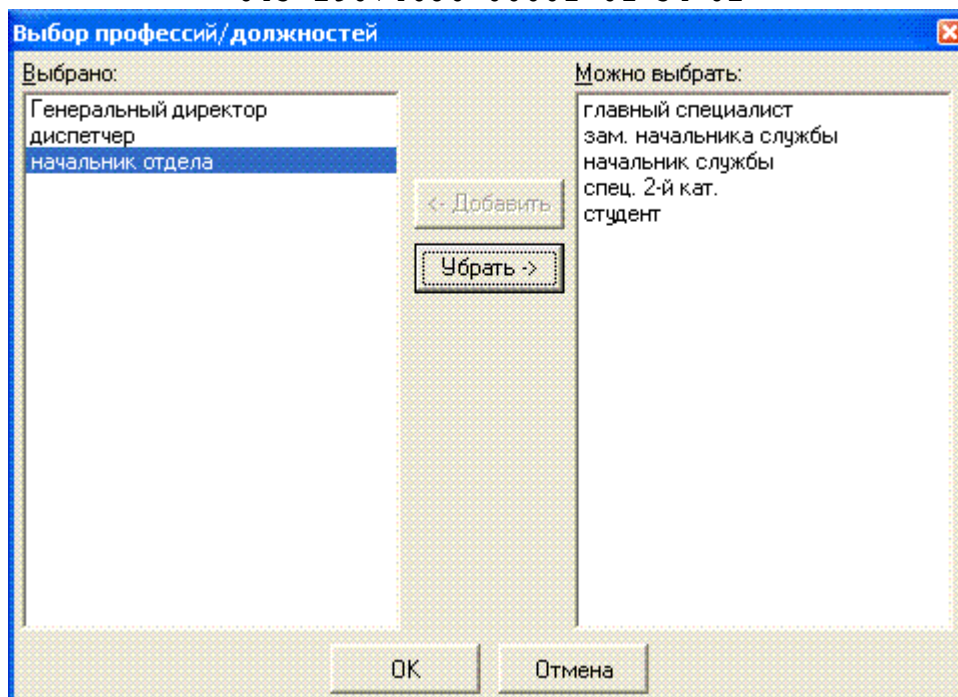 Выбор профессий/должностей
Выбрано:
Генеральный директор
диспетчер
начальник отдела
<- Добавить
Убрать ->
Можно выбрать:
главный специалист
зам. начальника службы
начальник службы
спец. 2-й кат.
студент
OK
Отмена